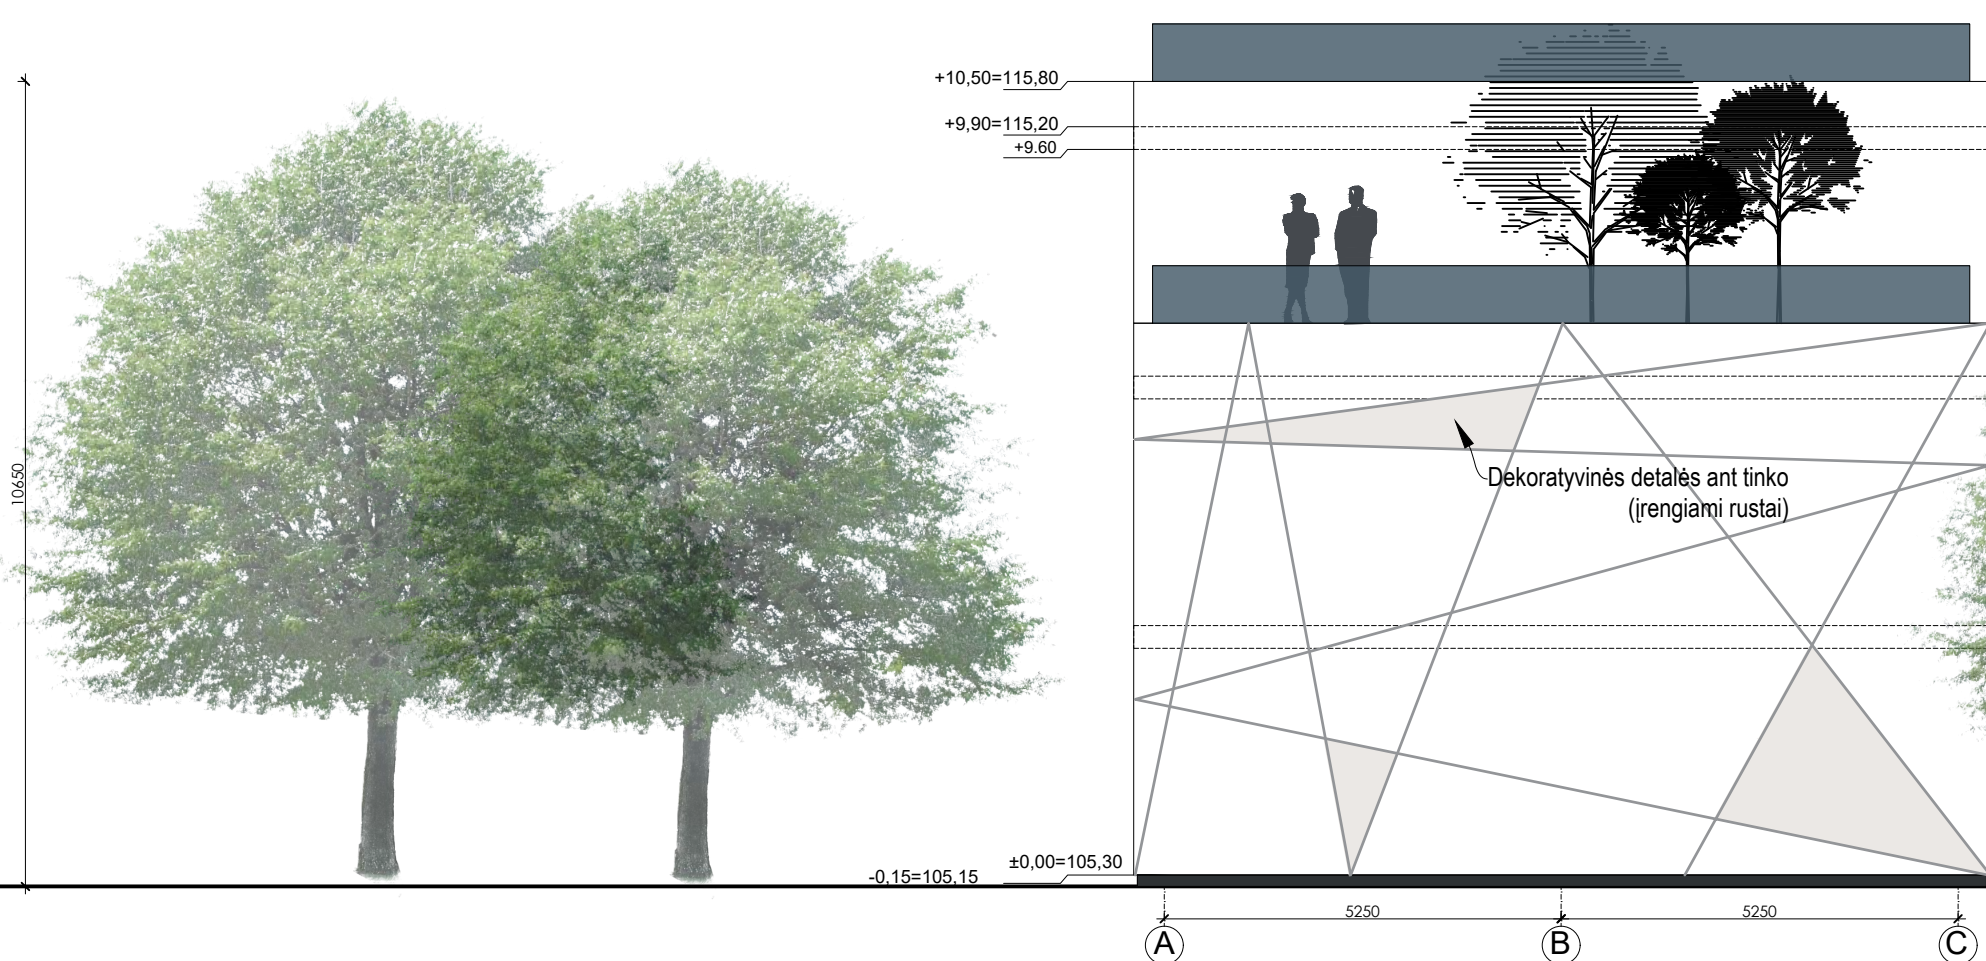 +10,50=115,80
+9,90=115,20
+9.60
10650
Dekoratyvinės detalės ant tinko
(įrengiami rustai)
±0,00=105,30
-0,15=105,15
5250
5250
A
B
C